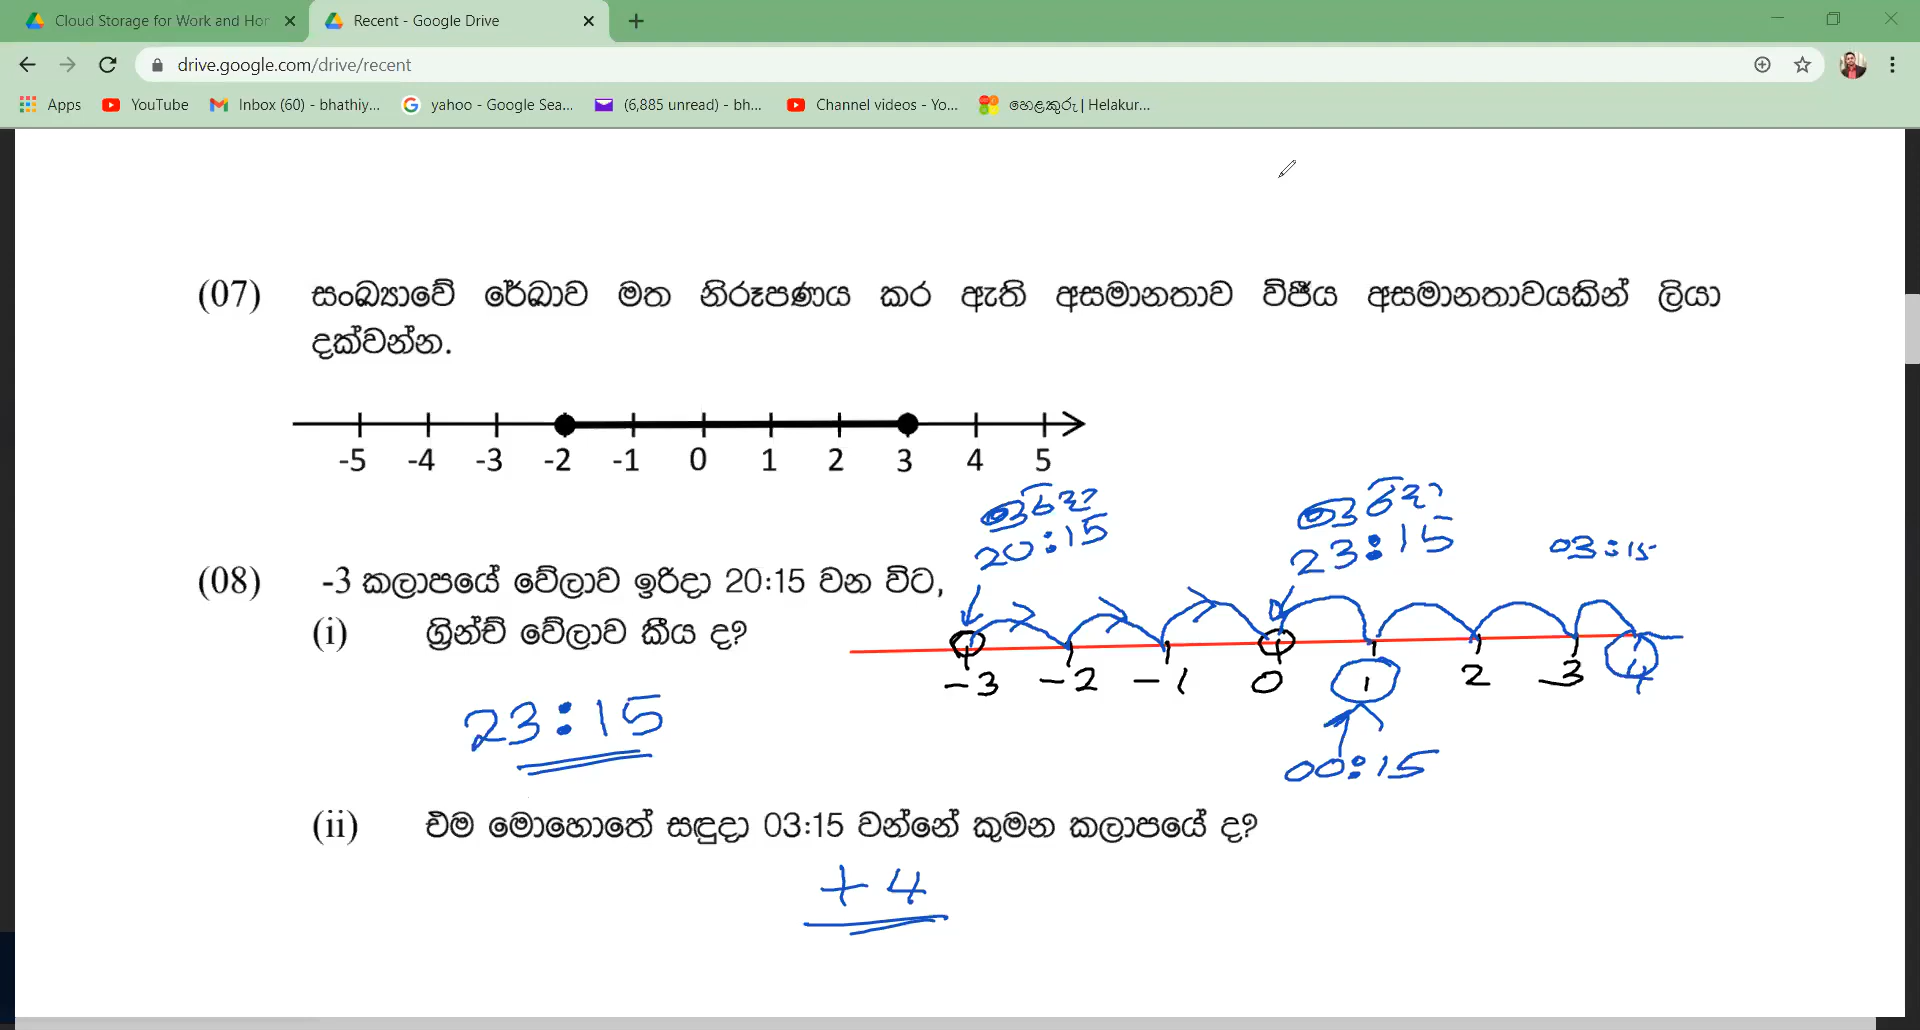 Cloud Storage for Work and Hor
Recent - Google Drive
drive.google.com/drive/recent
Apps YouTube Inbox (60) - bhathiy... yahoo - Google Sea... (6,885 unread) - bh... Channel videos - Yo... හෙළකුරු | Helakur...
(07) සංඛ්‍යාවේ රේඛාව මත නිරූපණය කර ඇති අසමානතාව විජීය අසමානතාවයකින් ලියා
දක්වන්න.
-5 -4 -3 -2 -1 0 1 2 3 4 5
ඉරිදා ඉරිදා
20:15 23:15 03:15
(08) -3 කලාපයේ වේලාව ඉරිදා 20:15 වන විට,
(i) ග්‍රින්ච් වේලාව කීය ද?
-3 -2 -1 0 1 2 3 4
23:15
00:15
(ii) එම මොහොතේ සඳුදා 03:15 වන්නේ කුමන කලාපයේ ද?
+4